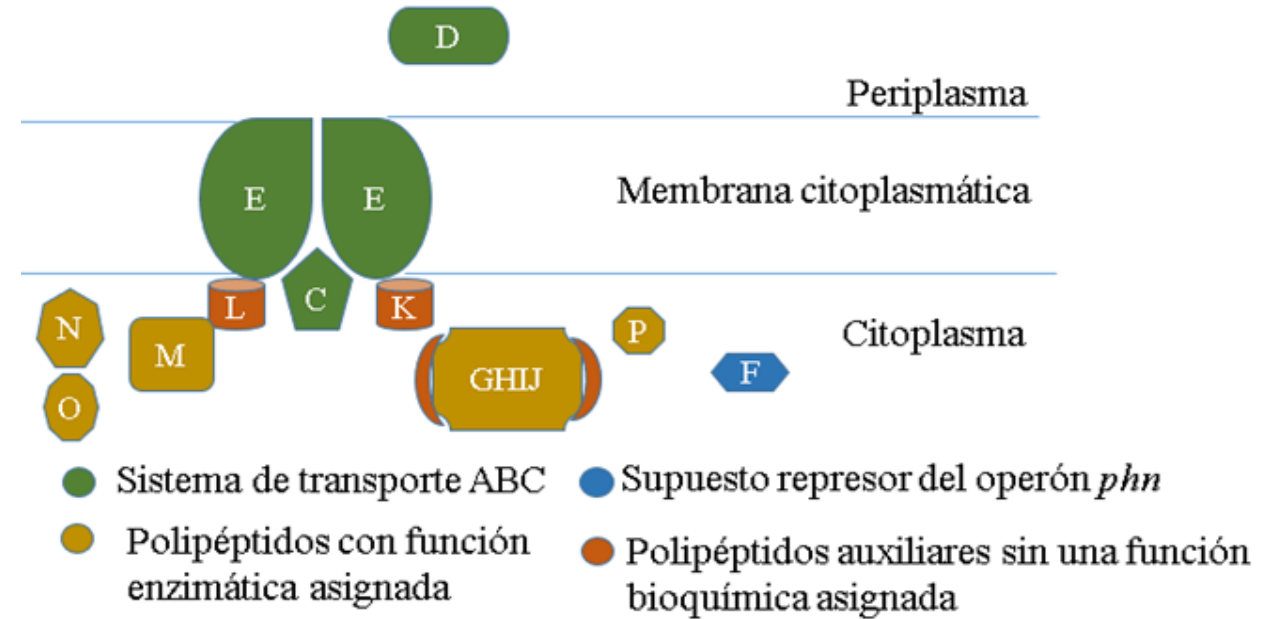 D
Periplasma
E E
Membrana citoplasmática
L C K
N M GHIJ P F Citoplasma
O
Sistema de transporte ABC
Supuesto represor del operón phn
Polipéptidos con función
enzimática asignada
Polipéptidos auxiliares sin una función
bioquímica asignada